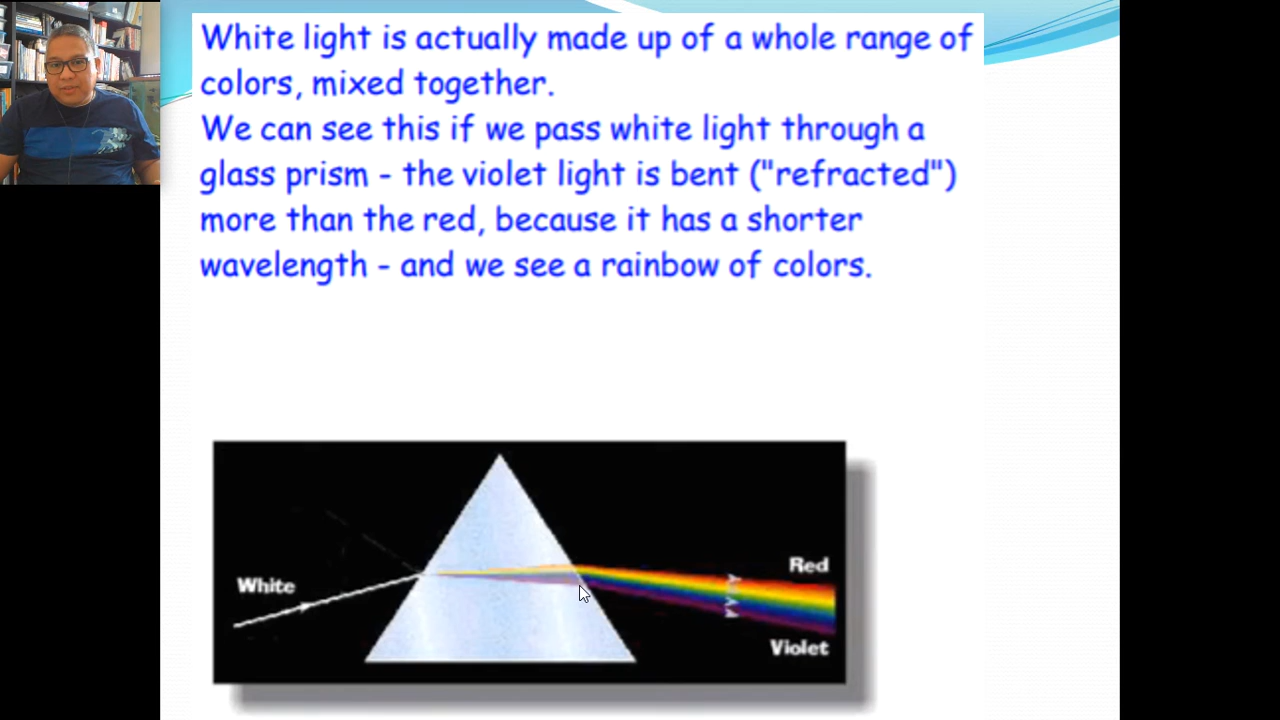 White light is actually made up of a whole range of
colors, mixed together.
We can see this if we pass white light through a
glass prism - the violet light is bent ("refracted")
more than the red, because it has a shorter
wavelength - and we see a rainbow of colors.
Red
White
Violet